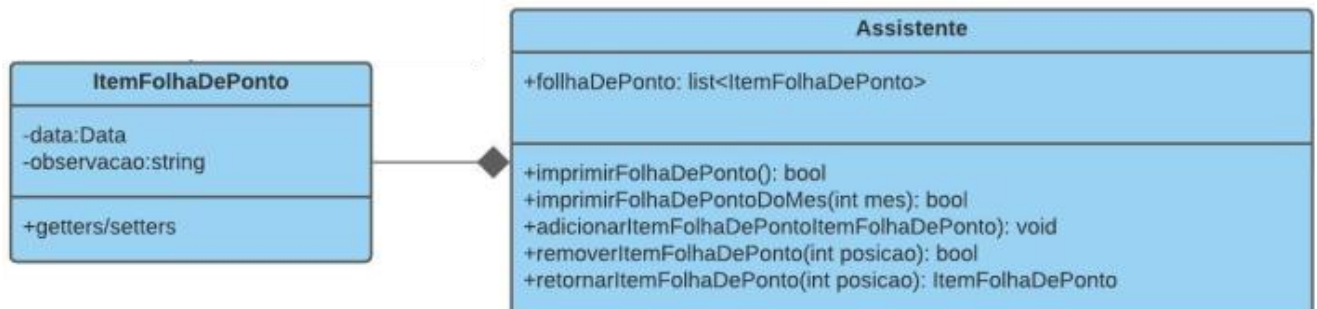 ItemFolhaDePonto
-data:Data
-observacao:string
+getters/setters
Assistente
+follhaDePonto: list<ItemFolhaDePonto>
+imprimirFolhaDePonto(): bool
+imprimirFolhaDePontoDoMes(int mes): bool
+adicionarItemFolhaDePontoItemFolhaDePonto): void
+removerItemFolhaDePonto(int posicao): bool
+retornarItemFolhaDePonto(int posicao): ItemFolhaDePonto